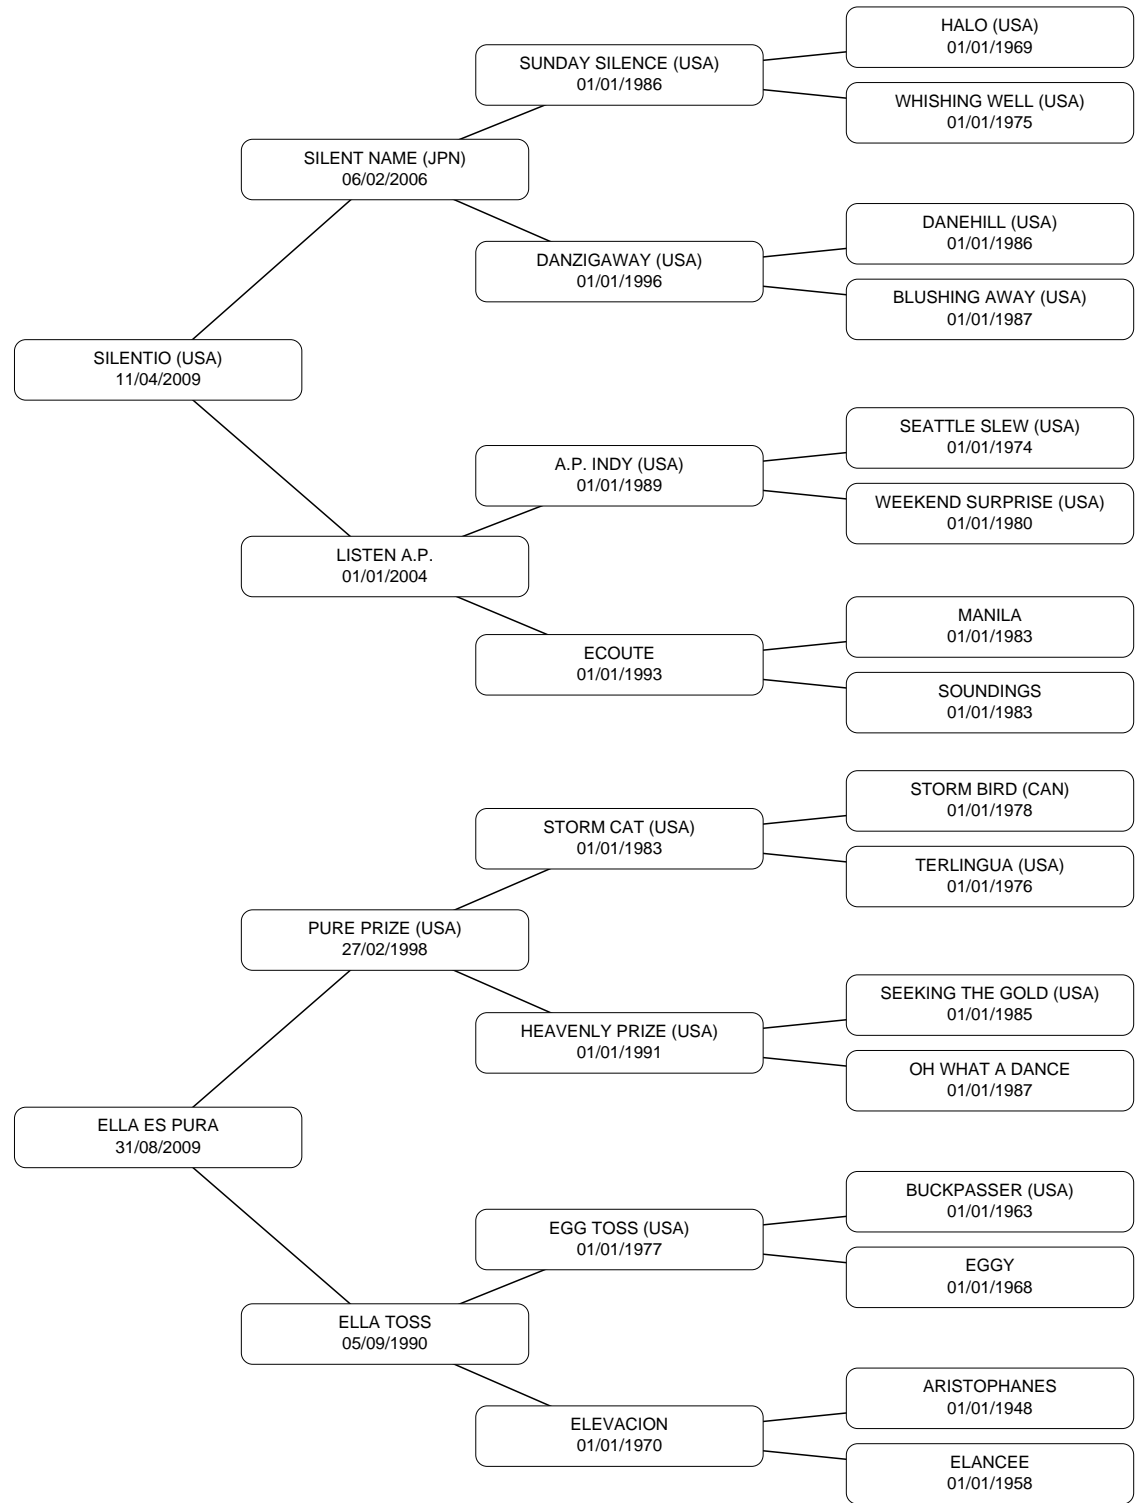 HALO (USA)
01/01/1969
SUNDAY SILENCE (USA)
01/01/1986
WHISHING WELL (USA)
01/01/1975
SILENT NAME (JPN)
06/02/2006
DANEHILL (USA)
01/01/1986
DANZIGAWAY (USA)
01/01/1996
BLUSHING AWAY (USA)
01/01/1987
SILENTIO (USA)
11/04/2009
SEATTLE SLEW (USA)
01/01/1974
A.P. INDY (USA)
01/01/1989
WEEKEND SURPRISE (USA)
01/01/1980
LISTEN A.P.
01/01/2004
MANILA
01/01/1983
ECOUTE
01/01/1993
SOUNDINGS
01/01/1983
STORM BIRD (CAN)
01/01/1978
STORM CAT (USA)
01/01/1983
TERLINGUA (USA)
01/01/1976
PURE PRIZE (USA)
27/02/1998
SEEKING THE GOLD (USA)
01/01/1985
HEAVENLY PRIZE (USA)
01/01/1991
OH WHAT A DANCE
01/01/1987
ELLA ES PURA
31/08/2009
BUCKPASSER (USA)
01/01/1963
EGG TOSS (USA)
01/01/1977
EGGY
01/01/1968
ELLA TOSS
05/09/1990
ARISTOPHANES
01/01/1948
ELEVACION
01/01/1970
ELANCEE
01/01/1958